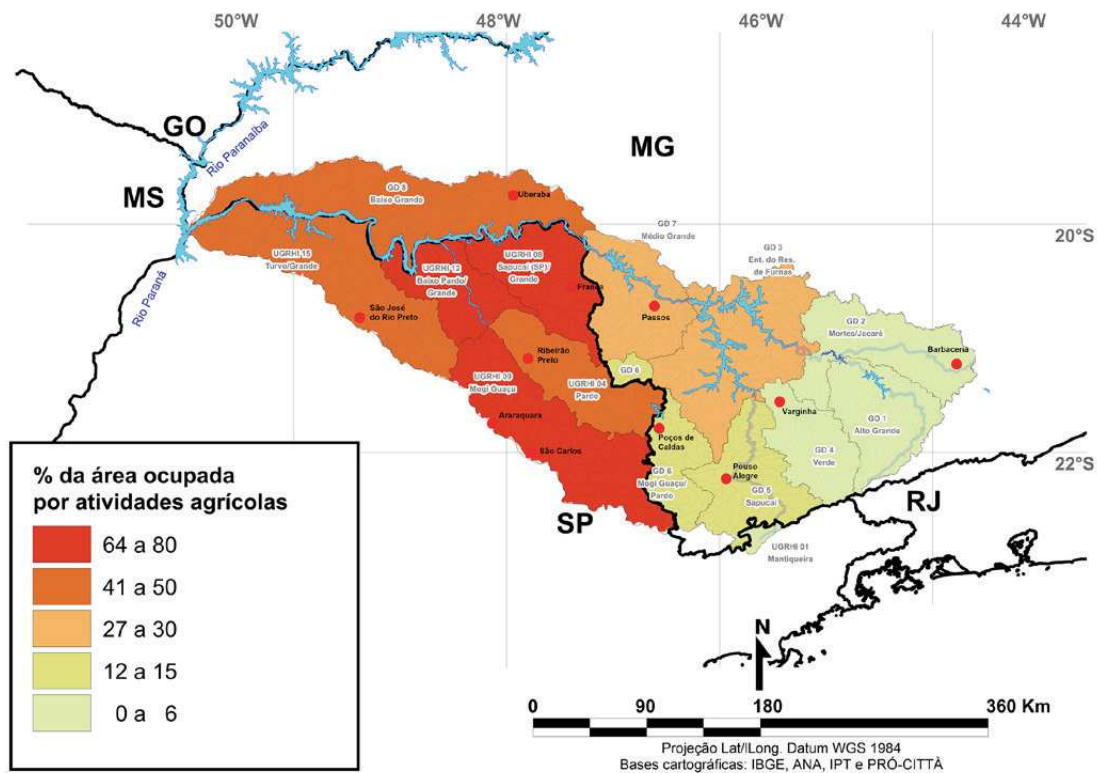 50°W
48°W
46°W
44°W
GO
Rio Paranaíba
MG
MS
GD 8
Baixo Grande
Uberaba
GD 7
Médio Grande
20°S
GD 3
Ent. do Res.
de Furnas
UGRHI 15
Turvo/Grande
UGRHI 12
Baixo Pardo/
Grande
UGRHI 08
Sapucaí (SP)
Grande
Franca
Rio Paraná
São José
do Rio Preto
Passos
GD 2
Mortes/Jacaré
Barbacena
Ribeirão
Preto
GD 6
UGRHI 09
Mogi Guaçu
UGRHI 04
Pardo
Araraquara
Varginha
GD 1
Alto Grande
Poços de
Caldas
São Carlos
GD 4
Verde
22°S
GD 6
Mogi Guaçu/
Pardo
Pouso
Alegre
GD 5
Sapucaí
SP
RJ
UGRHI 01
Mantiqueira
% da área ocupada
por atividades agrícolas
64 a 80
41 a 50
27 a 30
12 a 15
0 a 6
N
0 90 180 360 Km
Projeção Lat/lLong. Datum WGS 1984
Bases cartográficas: IBGE, ANA, IPT e PRÓ-CITTÀ